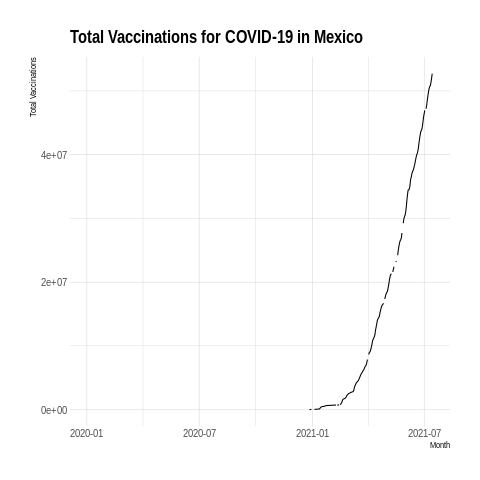 Total Vaccinations for COVID-19 in Mexico
Total Vaccinations
4e+07
2e+07
0e+00
2020-01
2020-07
2021-01
2021-07
Month